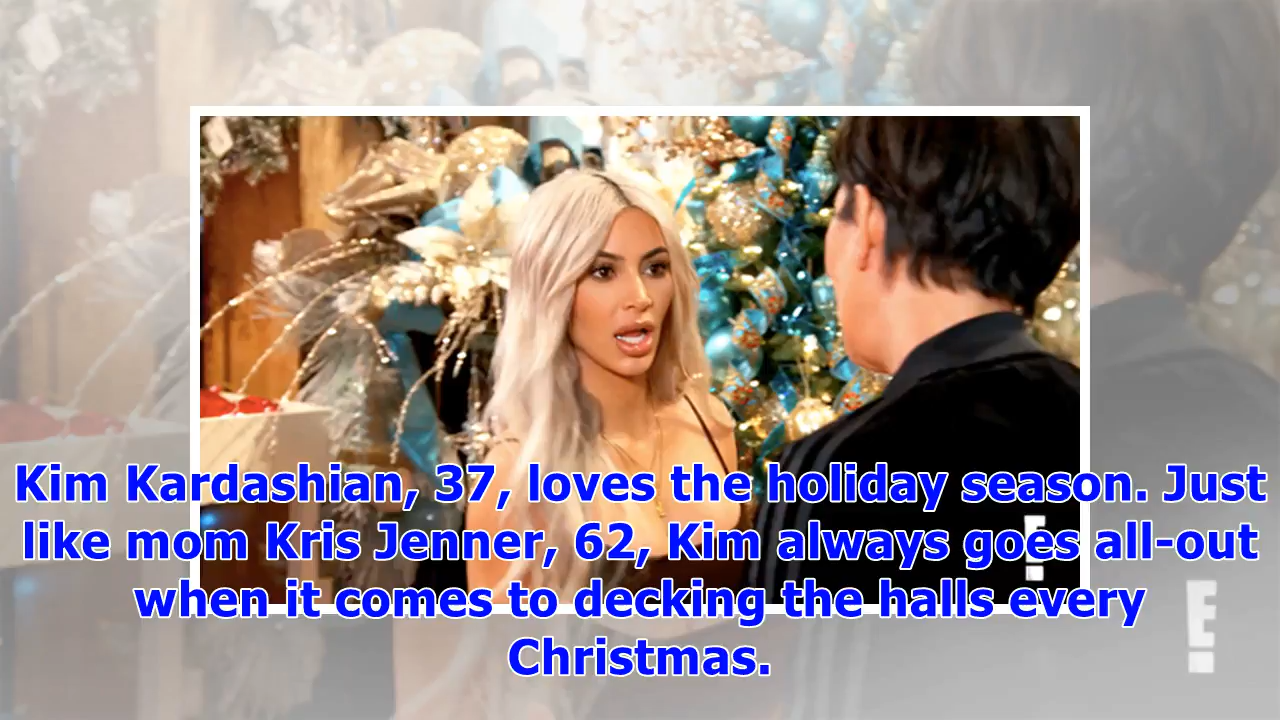 Kim Kardashian, 37, loves the holiday season. Just
like mom Kris Jenner, 62, Kim always goes all-out
when it comes to decking the halls every
Christmas.
E!
E!